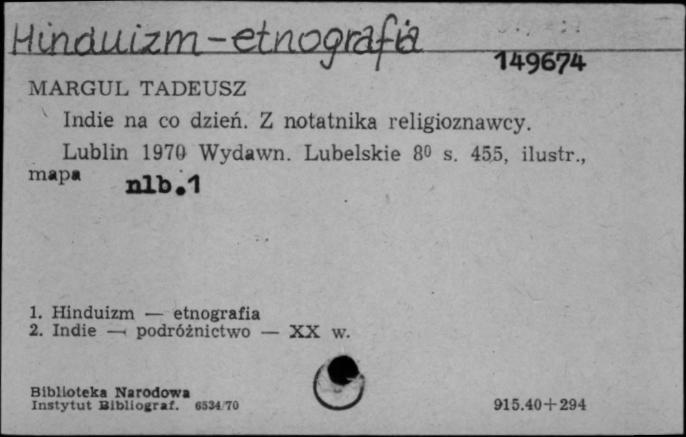 Hinduizm - etnografia
149674
MARGUL TADEUSZ
Indie na co dzień. Z notatnika religioznawcy.
Lublin 1970 Wydawn. Lubelskie 8⁰ s. 455, ilustr.,
mapa nlb.1
1. Hinduizm — etnografia
2. Indie — podróżnictwo — XX w.
Biblioteka Narodowa
Instytut Bibliograf. 6534/70
915.40+294